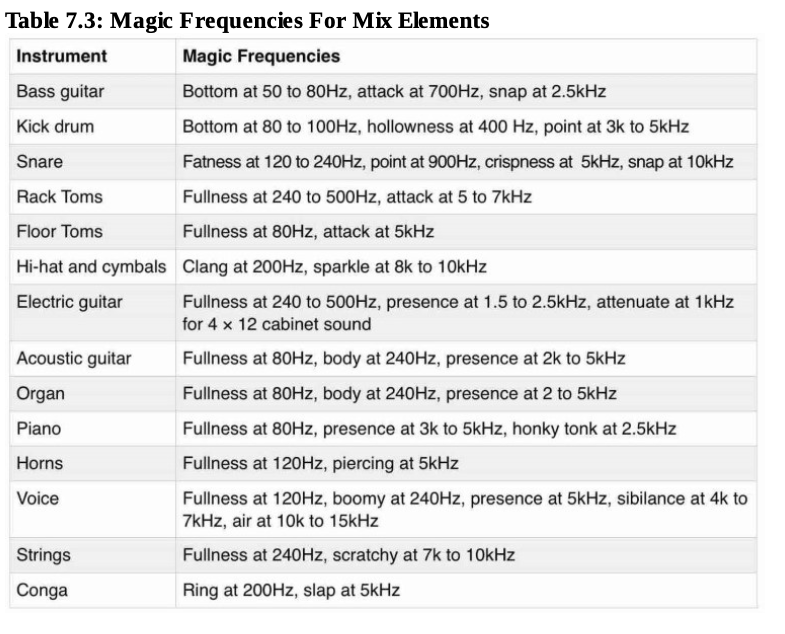 Table 7.3: Magic Frequencies For Mix Elements
Instrument Magic Frequencies
Bass guitar Bottom at 50 to 80Hz, attack at 700Hz, snap at 2.5kHz
Kick drum Bottom at 80 to 100Hz, hollowness at 400 Hz, point at 3k to 5kHz
Snare Fatness at 120 to 240Hz, point at 900Hz, crispness at 5kHz, snap at 10kHz
Rack Toms Fullness at 240 to 500Hz, attack at 5 to 7kHz
Floor Toms Fullness at 80Hz, attack at 5kHz
Hi-hat and cymbals Clang at 200Hz, sparkle at 8k to 10kHz
Electric guitar Fullness at 240 to 500Hz, presence at 1.5 to 2.5kHz, attenuate at 1kHz
for 4 × 12 cabinet sound
Acoustic guitar Fullness at 80Hz, body at 240Hz, presence at 2k to 5kHz
Organ Fullness at 80Hz, body at 240Hz, presence at 2 to 5kHz
Piano Fullness at 80Hz, presence at 3k to 5kHz, honky tonk at 2.5kHz
Horns Fullness at 120Hz, piercing at 5kHz
Voice Fullness at 120Hz, boomy at 240Hz, presence at 5kHz, sibilance at 4k to
7kHz, air at 10k to 15kHz
Strings Fullness at 240Hz, scratchy at 7k to 10kHz
Conga Ring at 200Hz, slap at 5kHz